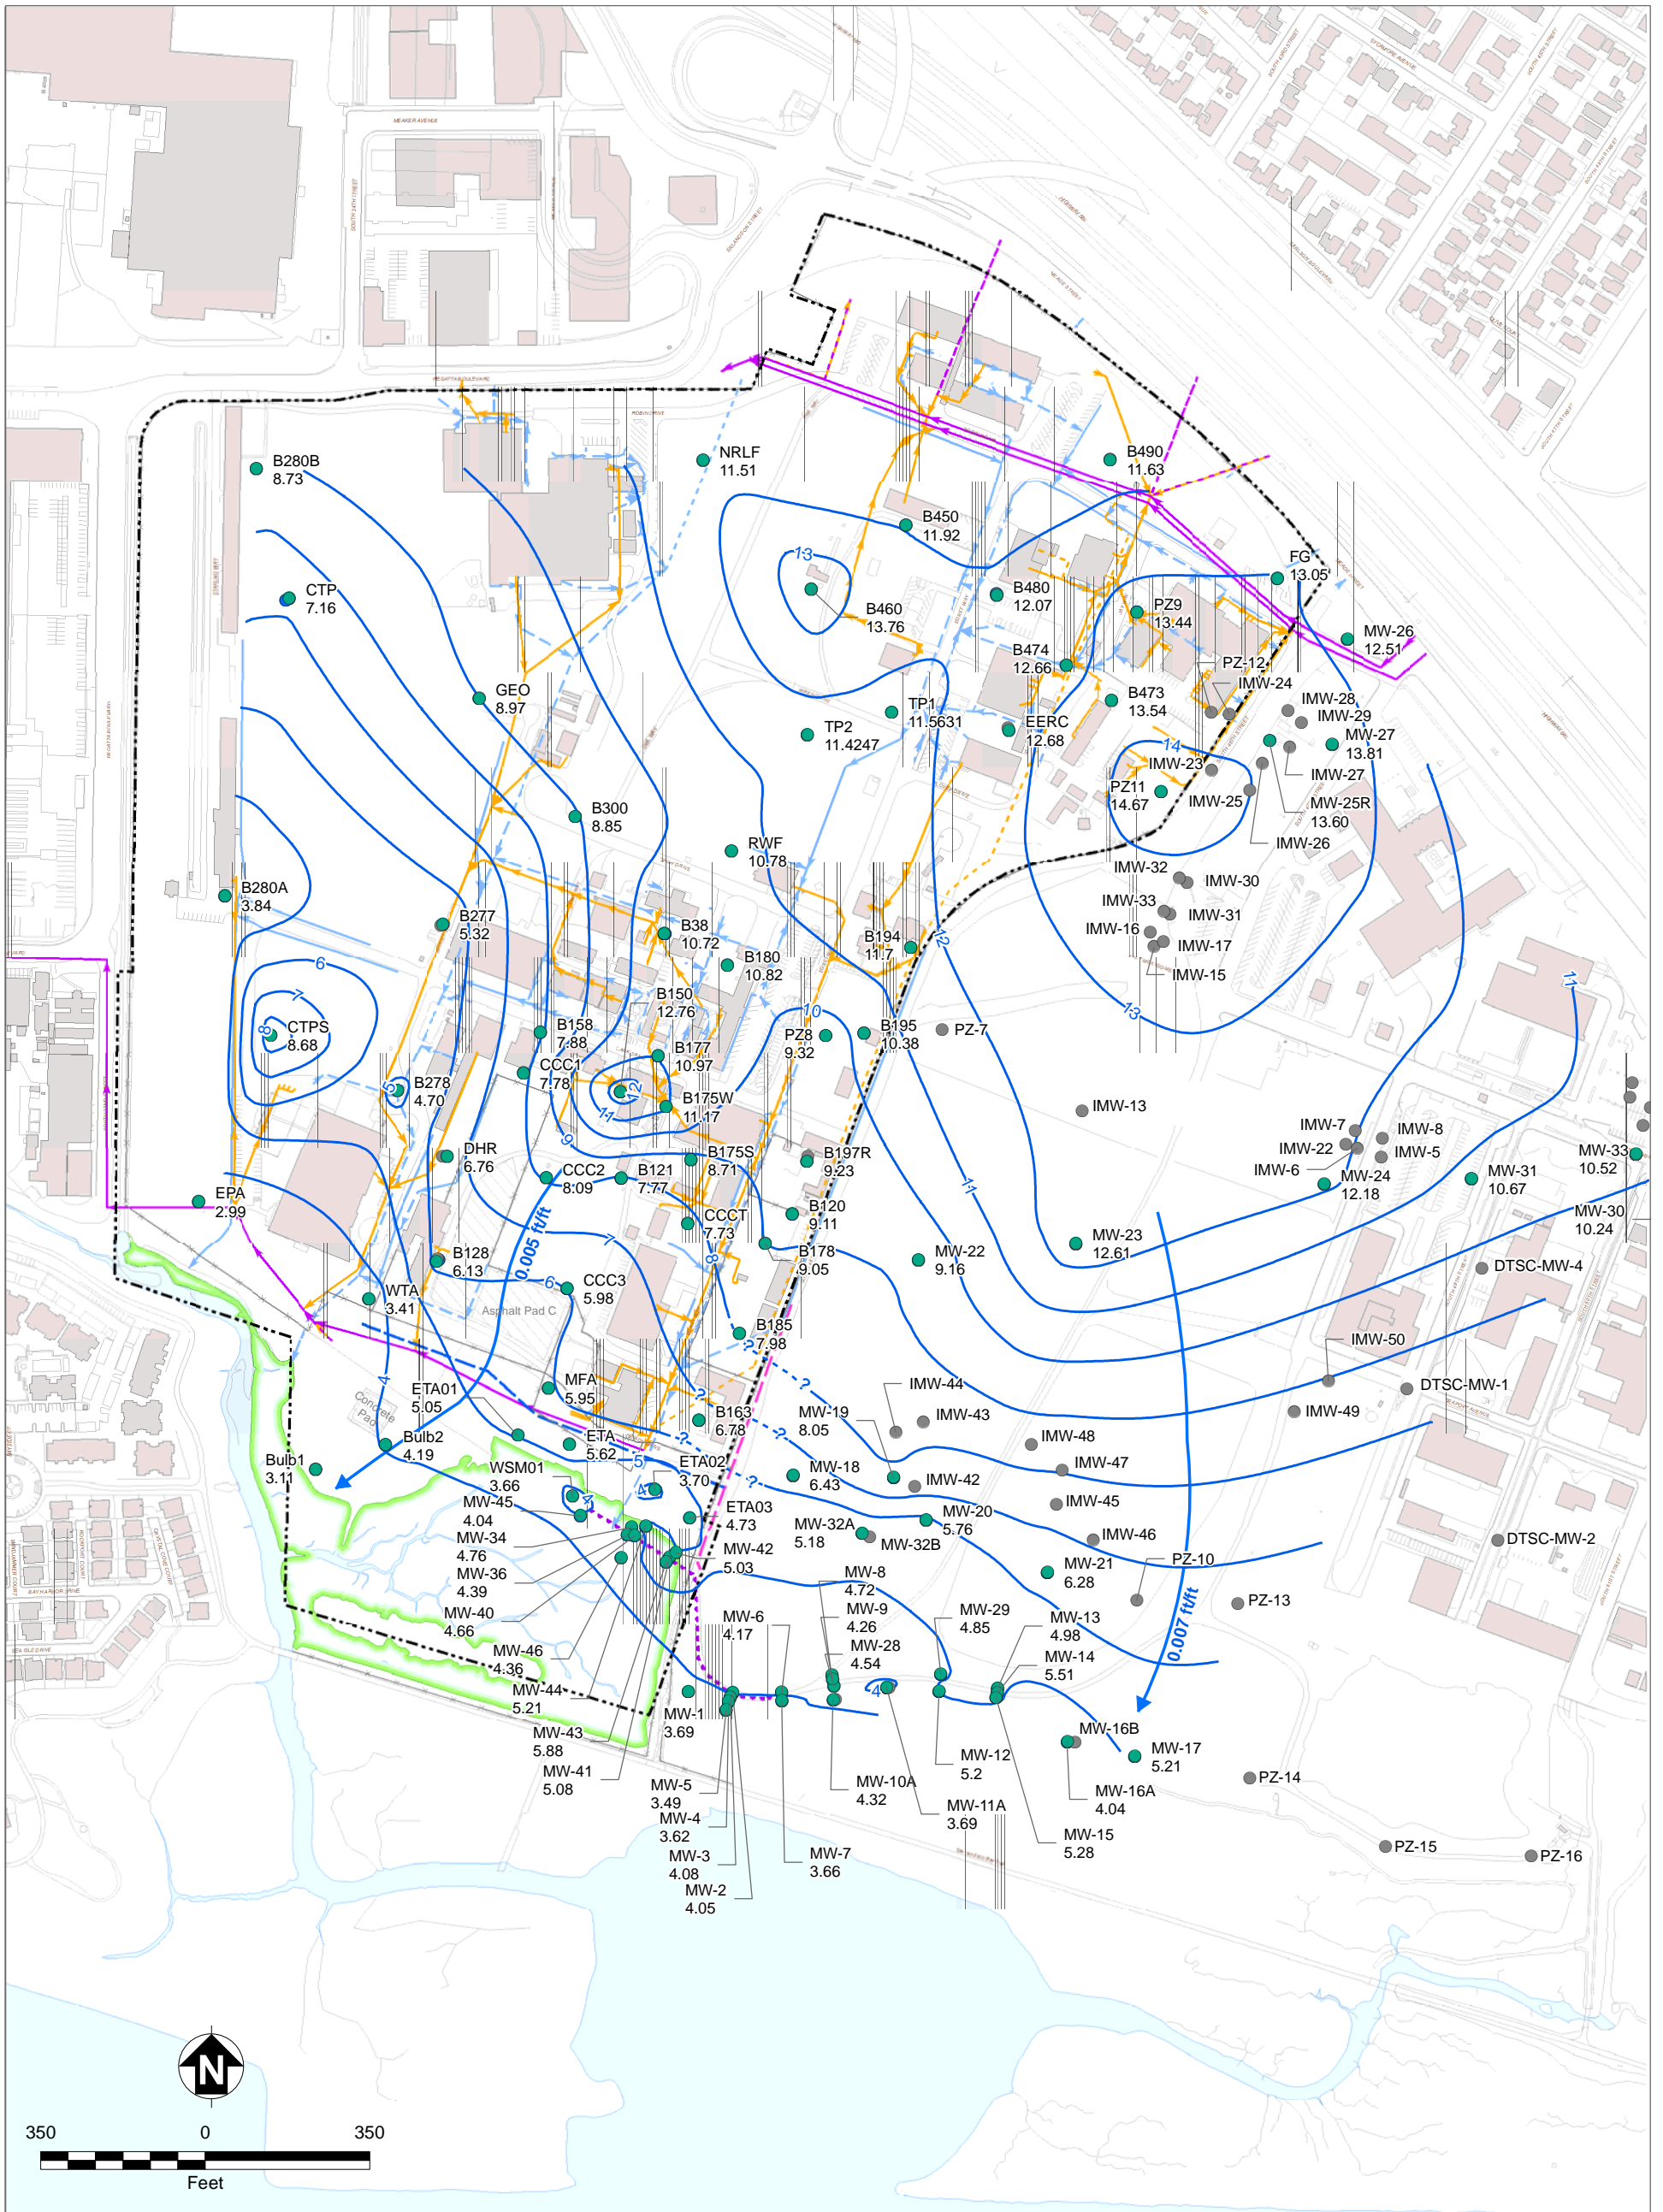 MEAKER AVENUE
SOUTH 34TH STREET
REGATTA BOULEVARD
ROBIN DRIVE
MEADE STREET
SYCAMORE AVENUE
B280B
8.73
NRLF
11.51
B490
11.63
B450
11.92
FG
13.05
CTP
7.16
13
B460
13.76
B480
12.07
PZ9
13.44
MW-26
12.51
B474
12.66
PZ-12
IMW-24
GEO
8.97
B473
13.54
IMW-28
IMW-29
TP1
11.5631
TP2
11.4247
EERC
12.68
MW-27
13.81
14
IMW-23
IMW-27
PZ11
14.67
IMW-25
MW-25R
13.60
IMW-26
B300
8.85
RWF
10.78
IMW-32
IMW-30
B280A
3.84
IMW-33
IMW-31
B277
5.32
B38
10.72
B194
11.7
12
IMW-16
IMW-17
IMW-15
6
7
8
B180
10.82
11
B150
12.76
10
13
CTPS
8.68
B158
7.88
PZ8
9.32
B195
10.38
PZ-7
B177
10.97
CCC1
7.78
B278
4.70
5
12
11
B175W
11.17
IMW-13
9
IMW-7
IMW-8
IMW-22
IMW-5
IMW-6
MW-33
10.52
DHR
6.76
B175S
8.71
B197R
9.23
CCC2
8.09
B121
7.77
11
MW-24
12.18
MW-31
10.67
EPA
2.99
CCCT
7.73
B120
9.11
MW-30
10.24
0.005 ft/ft
7
8
B178
9.05
MW-22
9.16
MW-23
12.61
DTSC-MW-4
B128
6.13
6
CCC3
5.98
WTA
3.41
Asphalt Pad C
B185
7.98
?
IMW-50
4
ETA01
5.05
MFA
5.95
?
IMW-44
DTSC-MW-1
Concrete
Pad
B163
6.78
MW-19
8.05
IMW-43
IMW-49
Bulb2
4.19
ETA
5.62
?
?
IMW-48
Bulb1
3.11
WSM01
3.66
5
ETA02
3.70
?
MW-18
6.43
IMW-42
IMW-47
4
4
MW-45
4.04
ETA03
4.73
MW-20
5.76
IMW-45
MW-34
4.76
MW-32A
5.18
MW-32B
IMW-46
DTSC-MW-2
MW-36
4.39
MW-42
5.03
MW-8
4.72
MW-21
6.28
PZ-10
MW-40
4.66
MW-6
4.17
MW-9
4.26
MW-29
4.85
MW-13
4.98
PZ-13
0.007 ft/ft
MW-46
4.36
MW-28
4.54
MW-14
5.51
MW-44
5.21
4
MW-1
3.69
MW-43
5.88
MW-16B
MW-17
5.21
MW-41
5.08
MW-12
5.2
PZ-14
MW-5
3.49
MW-10A
4.32
MW-16A
4.04
MW-4
3.62
MW-11A
3.69
MW-15
5.28
MW-3
4.08
MW-7
3.66
PZ-15
PZ-16
MW-2
4.05
N
350 0 350
Feet